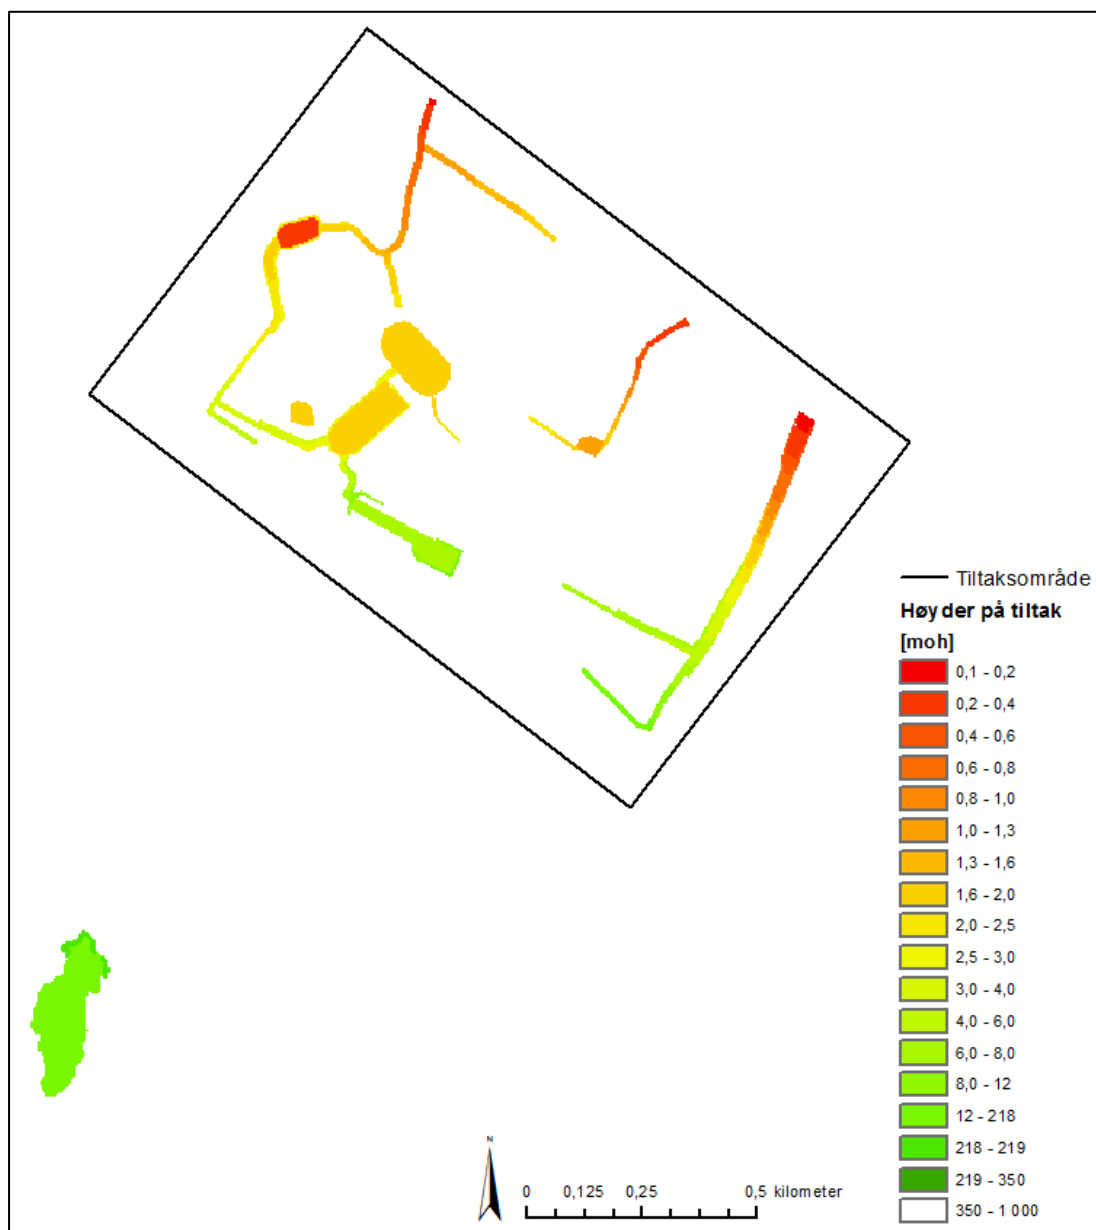 Tiltaksområde
Høyder på tiltak
[moh]
0,1 - 0,2
0,2 - 0,4
0,4 - 0,6
0,6 - 0,8
0,8 - 1,0
1,0 - 1,3
1,3 - 1,6
1,6 - 2,0
2,0 - 2,5
2,5 - 3,0
3,0 - 4,0
4,0 - 6,0
6,0 - 8,0
8,0 - 12
12 - 218
218 - 219
219 - 350
350 - 1 000
N
0 0,125 0,25 0,5 kilometer